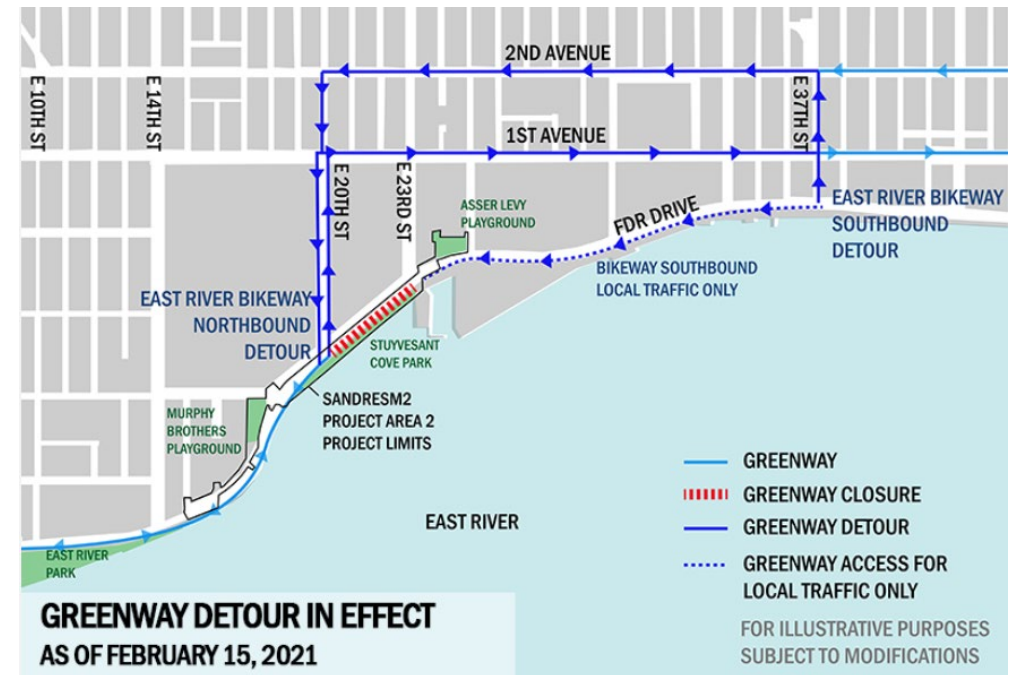 2ND AVENUE
E 10TH ST
E 14TH ST
E 37TH ST
1ST AVENUE
E 20TH ST
E 23RD ST
ASSER LEVY
PLAYGROUND
FDR DRIVE
EAST RIVER BIKEWAY
SOUTHBOUND
DETOUR
BIKEWAY SOUTHBOUND
LOCAL TRAFFIC ONLY
EAST RIVER BIKEWAY
NORTHBOUND
DETOUR
STUYVESANT
COVE PARK
SANDRESM2
PROJECT AREA 2
PROJECT LIMITS
MURPHY
BROTHERS
PLAYGROUND
GREENWAY
GREENWAY CLOSURE
GREENWAY DETOUR
GREENWAY ACCESS FOR
LOCAL TRAFFIC ONLY
EAST RIVER
EAST RIVER
PARK
GREENWAY DETOUR IN EFFECT
AS OF FEBRUARY 15, 2021
FOR ILLUSTRATIVE PURPOSES
SUBJECT TO MODIFICATIONS